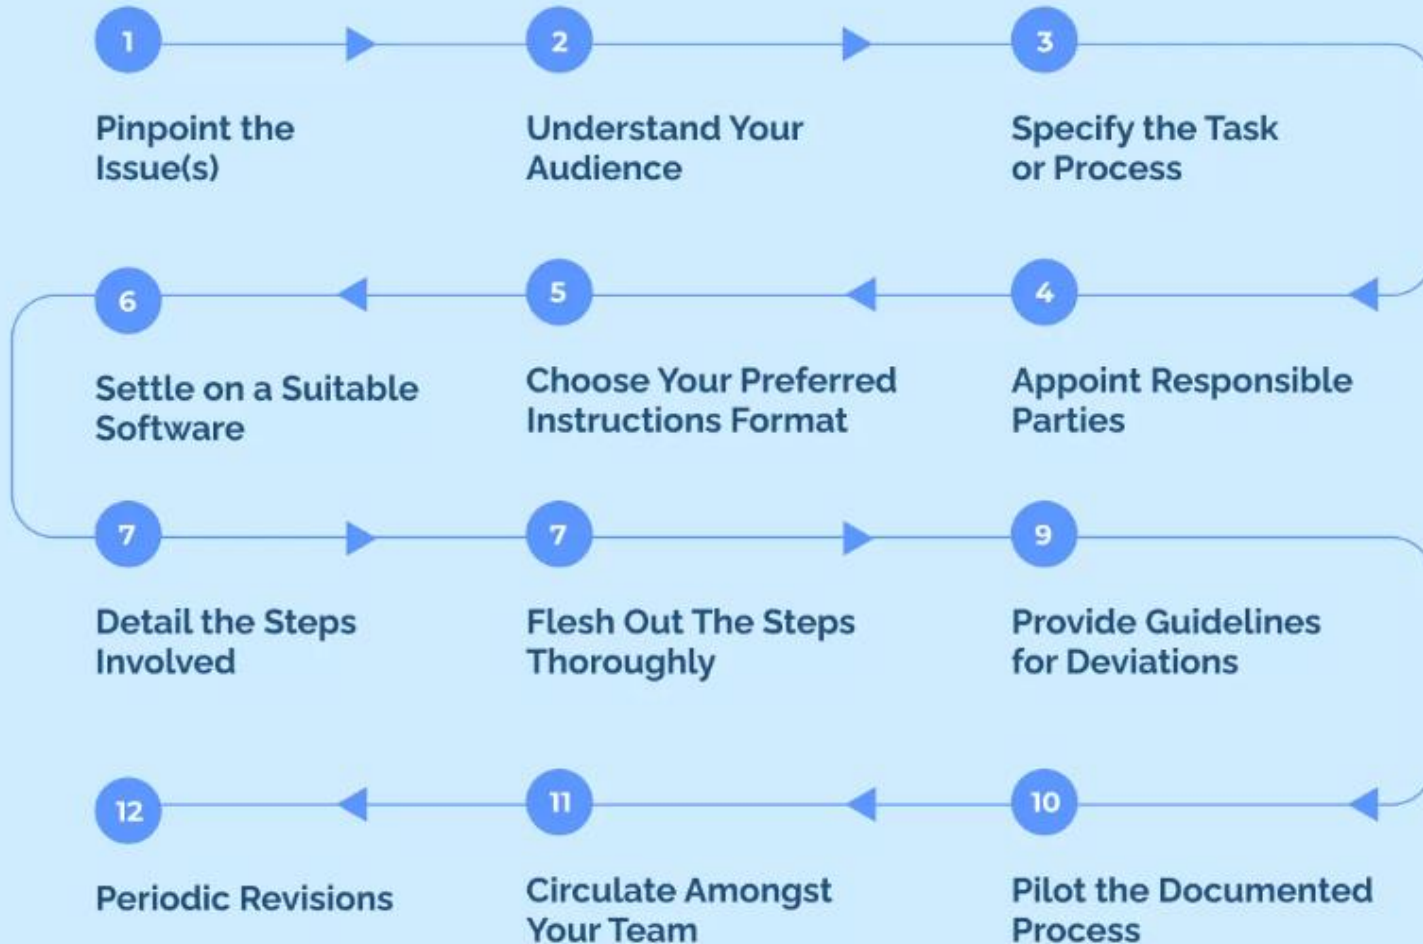 1
Pinpoint the
Issue(s)
2
Understand Your
Audience
3
Specify the Task
or Process
4
Appoint Responsible
Parties
5
Choose Your Preferred
Instructions Format
6
Settle on a Suitable
Software
7
Detail the Steps
Involved
7
Flesh Out The Steps
Thoroughly
9
Provide Guidelines
for Deviations
10
Pilot the Documented
Process
11
Circulate Amongst
Your Team
12
Periodic Revisions